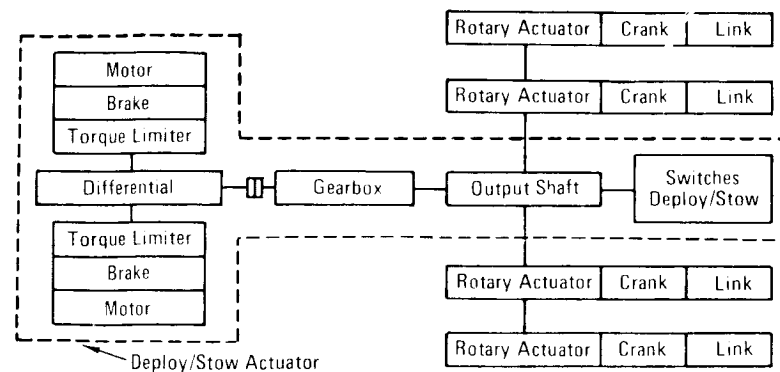 Rotary Actuator Crank Link
Rotary Actuator Crank Link
Motor
Brake
Torque Limiter
Differential Gearbox Output Shaft Switches
Deploy/Stow
Torque Limiter
Brake
Motor
Rotary Actuator Crank Link
Rotary Actuator Crank Link
Deploy/Stow Actuator